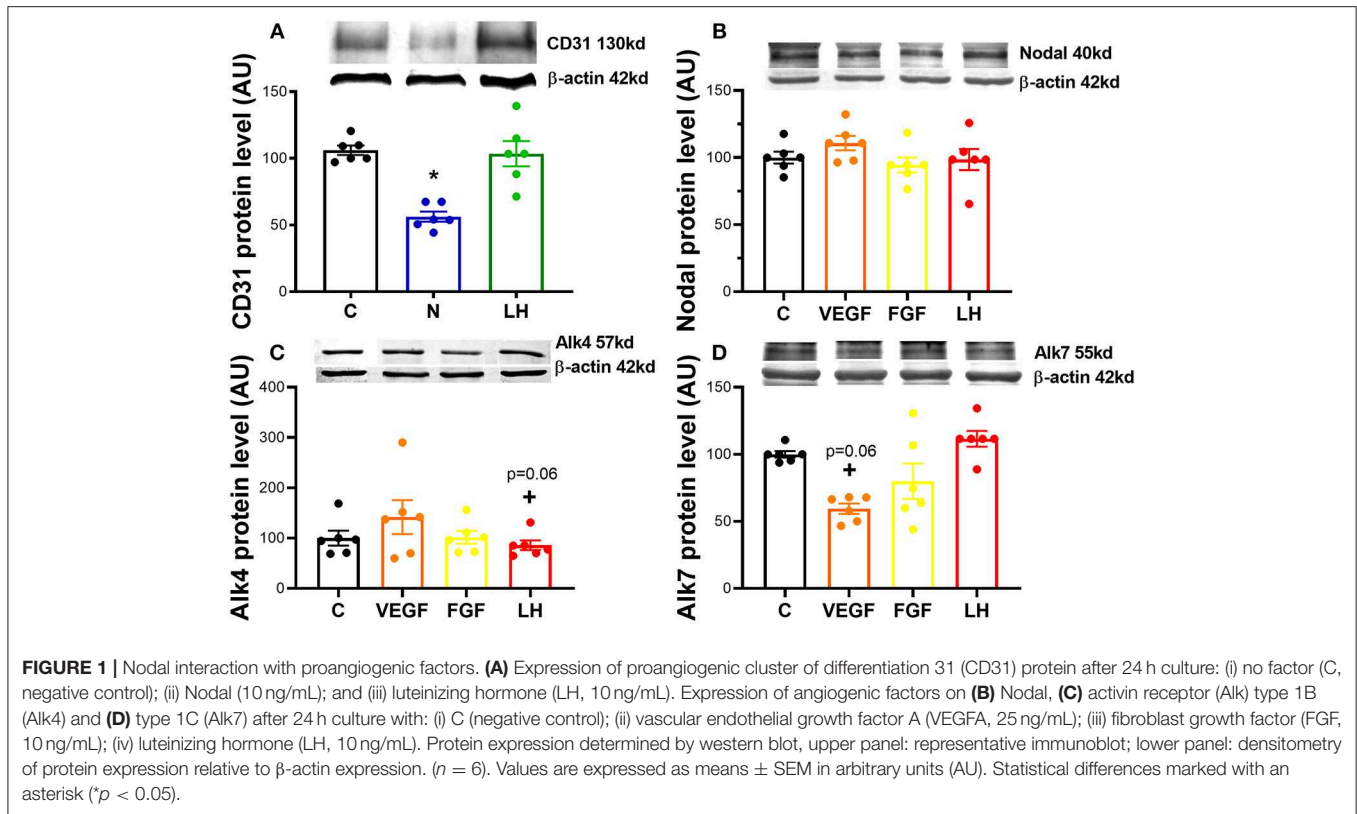 A
CD31 130kd
β-actin 42kd
CD31 protein level (AU)
150
100
50
0
*
C N LH
B
Nodal 40kd
β-actin 42kd
Nodal protein level (AU)
150
100
50
0
C VEGF FGF LH
C
Alk4 57kd
β-actin 42kd
Alk4 protein level (AU)
400
300
200
100
0
p=0.06
+
C VEGF FGF LH
D
Alk7 55kd
β-actin 42kd
Alk7 protein level (AU)
150
100
50
0
p=0.06
+
C VEGF FGF LH
FIGURE 1 | Nodal interaction with proangiogenic factors. (A) Expression of proangiogenic cluster of differentiation 31 (CD31) protein after 24 h culture: (i) no factor (C,
negative control); (ii) Nodal (10 ng/mL); and (iii) luteinizing hormone (LH, 10 ng/mL). Expression of angiogenic factors on (B) Nodal, (C) activin receptor (Alk) type 1B
(Alk4) and (D) type 1C (Alk7) after 24 h culture with: (i) C (negative control); (ii) vascular endothelial growth factor A (VEGFA, 25 ng/mL); (iii) fibroblast growth factor (FGF,
10 ng/mL); (iv) luteinizing hormone (LH, 10 ng/mL). Protein expression determined by western blot, upper panel: representative immunoblot; lower panel: densitometry
of protein expression relative to β-actin expression. (n = 6). Values are expressed as means ± SEM in arbitrary units (AU). Statistical differences marked with an
asterisk (*p < 0.05).